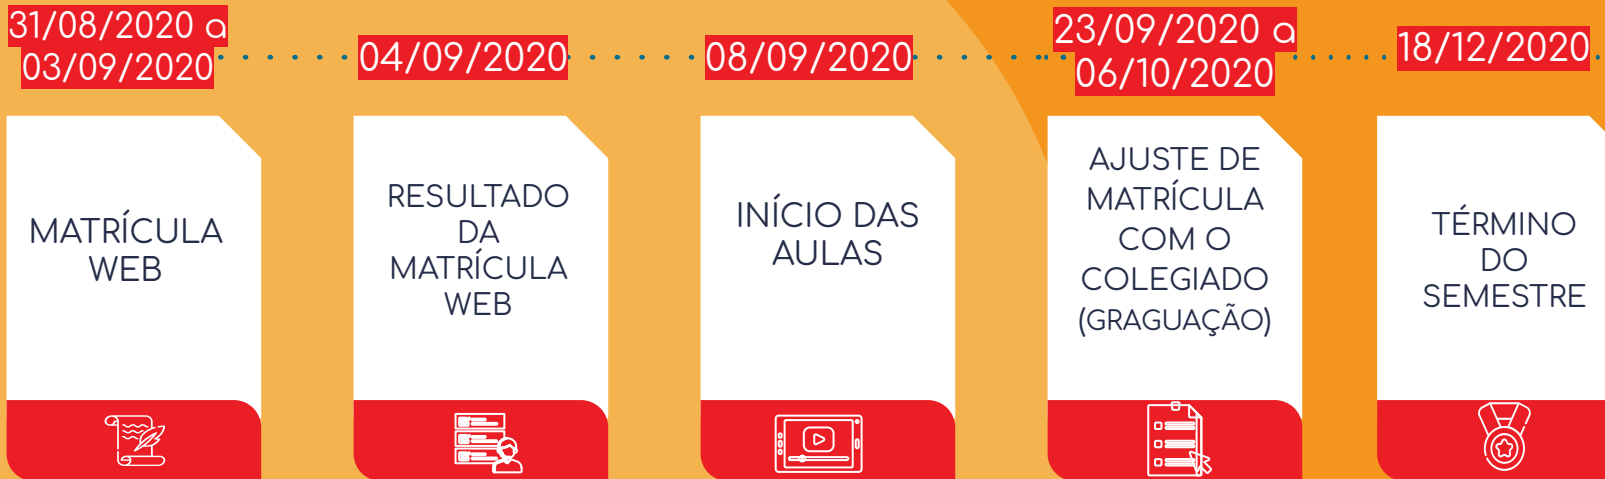 31/08/2020 a
03/09/2020
MATRÍCULA
WEB
04/09/2020
RESULTADO
DA
MATRÍCULA
WEB
08/09/2020
INÍCIO DAS
AULAS
23/09/2020 a
06/10/2020
AJUSTE DE
MATRÍCULA
COM O
COLEGIADO
(GRAGUAÇÃO)
18/12/2020
TÉRMINO
DO
SEMESTRE